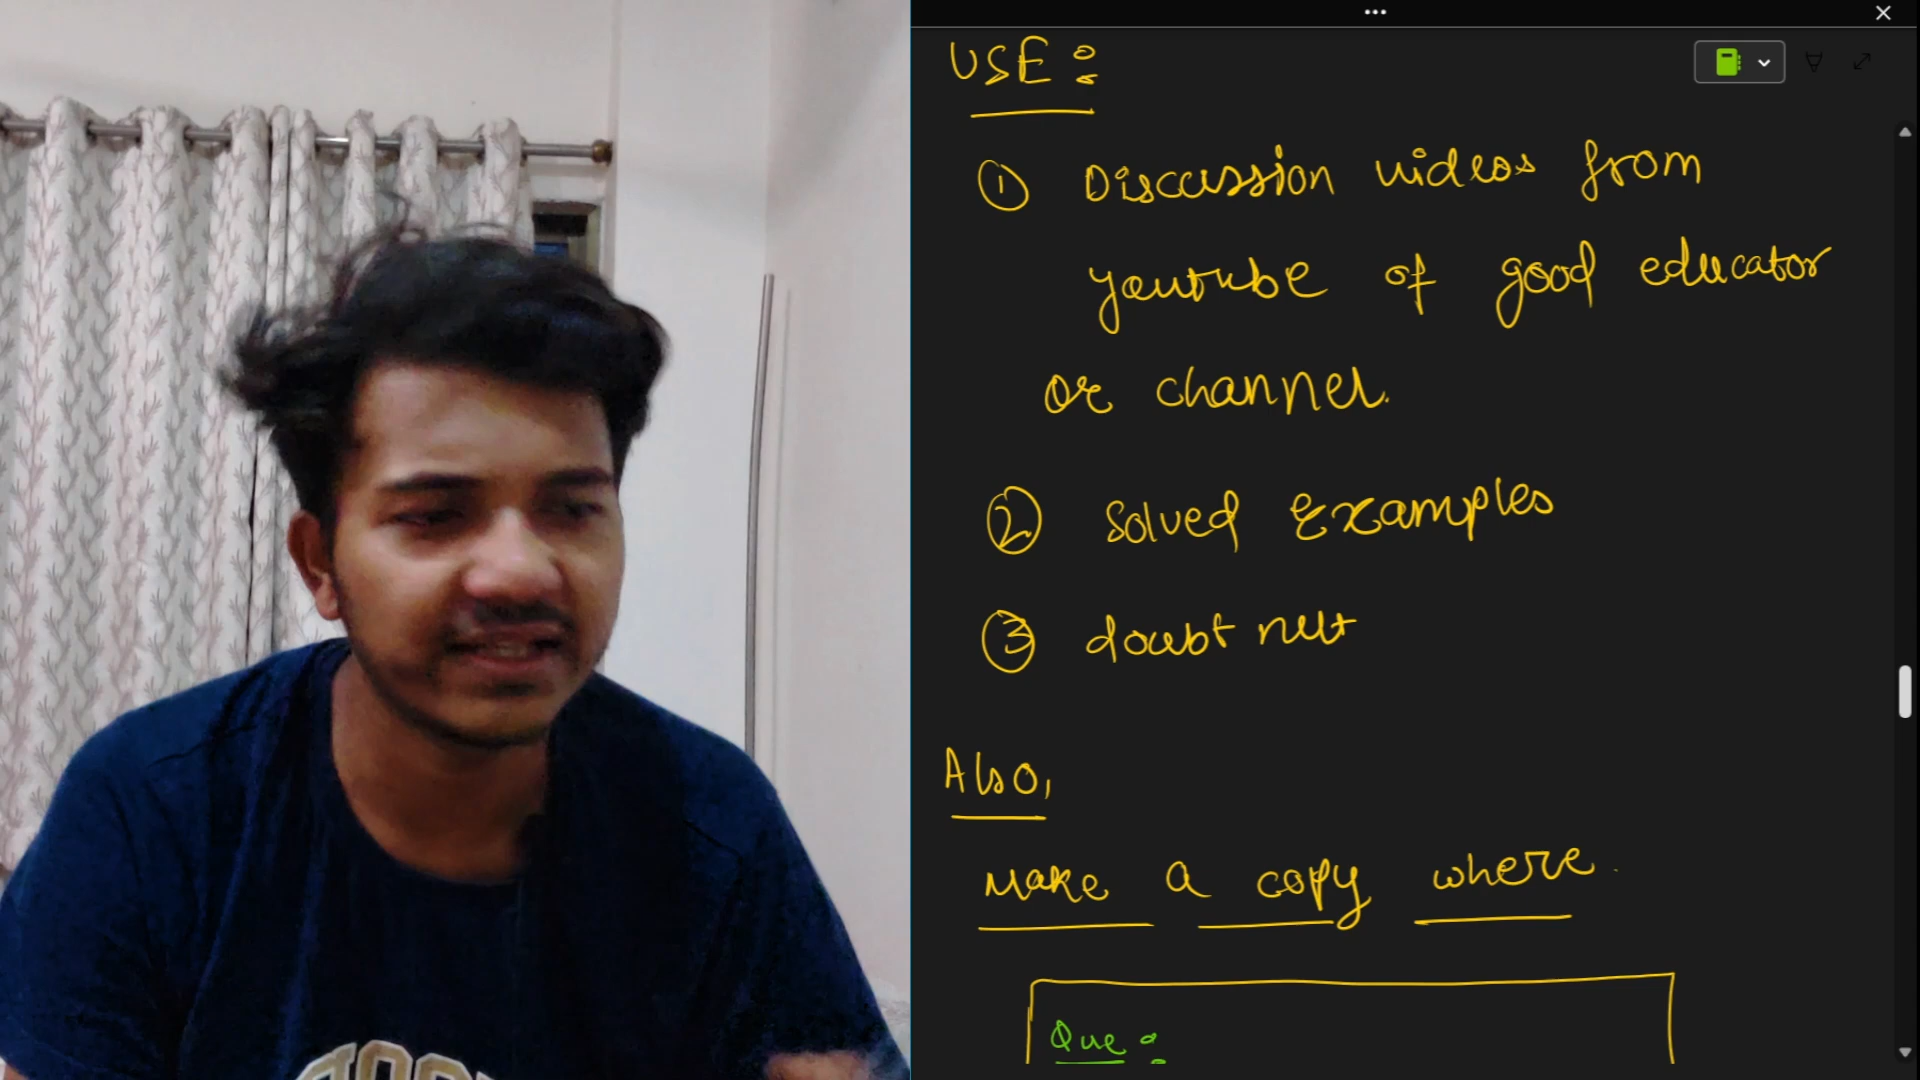 USE :
① Discussion videos from
youtube of good educator
or channel.
② Solved Examples
③ doubt nut
Also,
Make a copy where
Que :